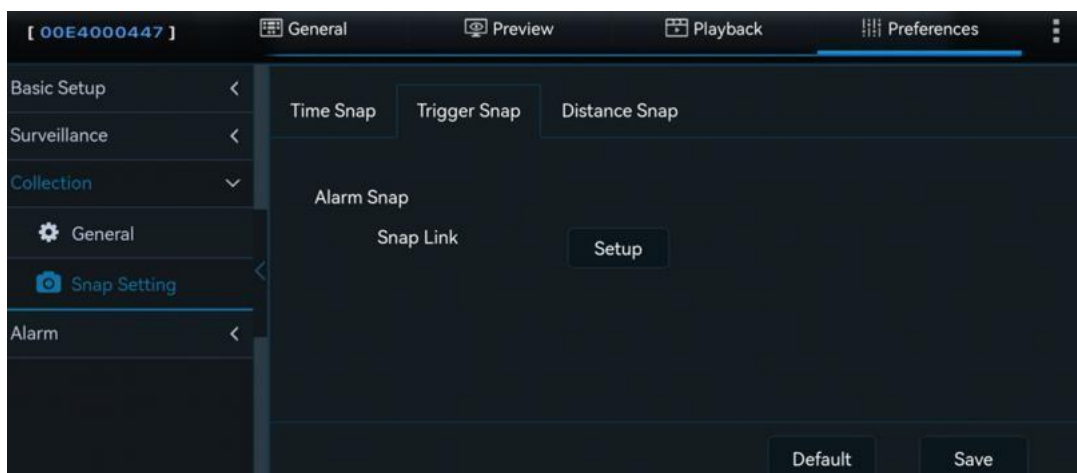 [ 00E4000447 ] General Preview Playback Preferences
Basic Setup
Surveillance
Collection
General
Snap Setting
Alarm
Time Snap Trigger Snap Distance Snap
Alarm Snap
Snap Link Setup
Default Save